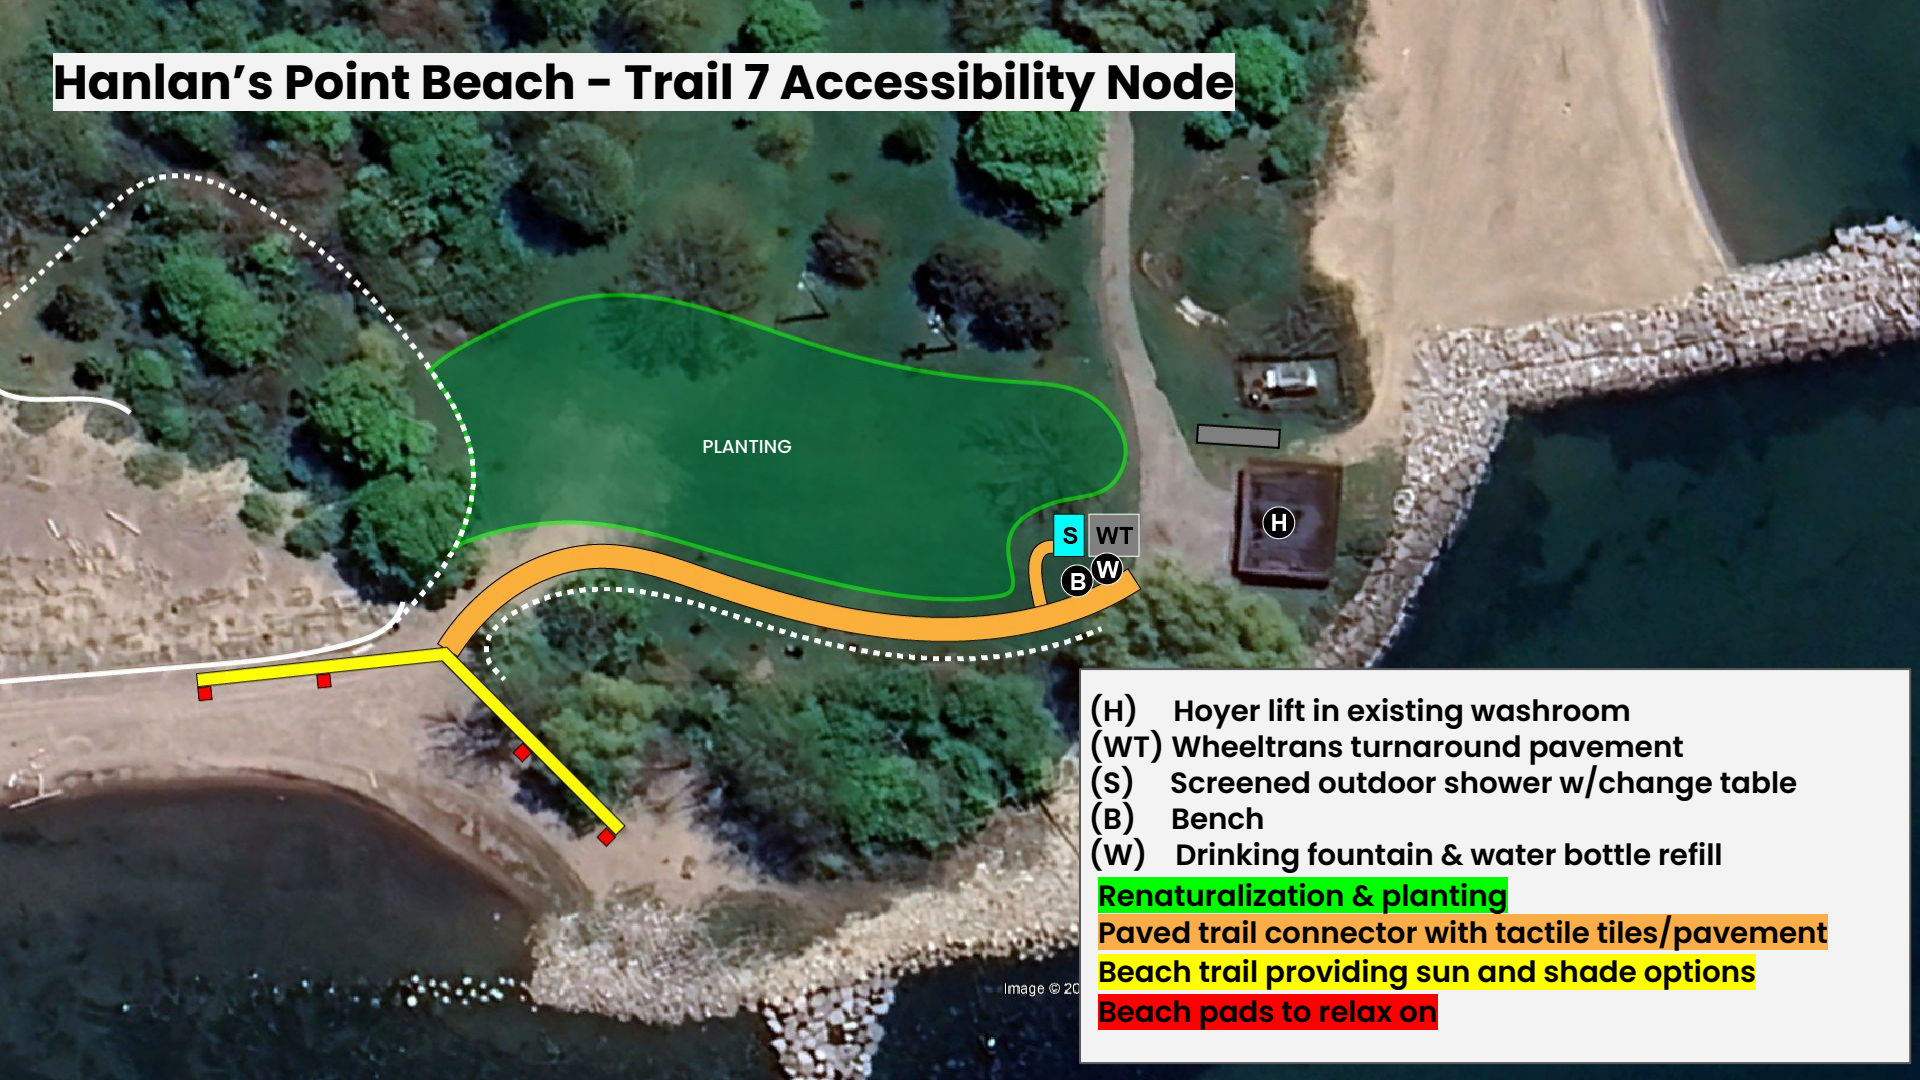 Hanlan’s Point Beach - Trail 7 Accessibility Node
PLANTING
S
WT
H
B
W
(H) Hoyer lift in existing washroom
(WT) Wheeltrans turnaround pavement
(S) Screened outdoor shower w/change table
(B) Bench
(W) Drinking fountain & water bottle refill
Renaturalization & planting
Paved trail connector with tactile tiles/pavement
Beach trail providing sun and shade options
Image © 20
Beach pads to relax on